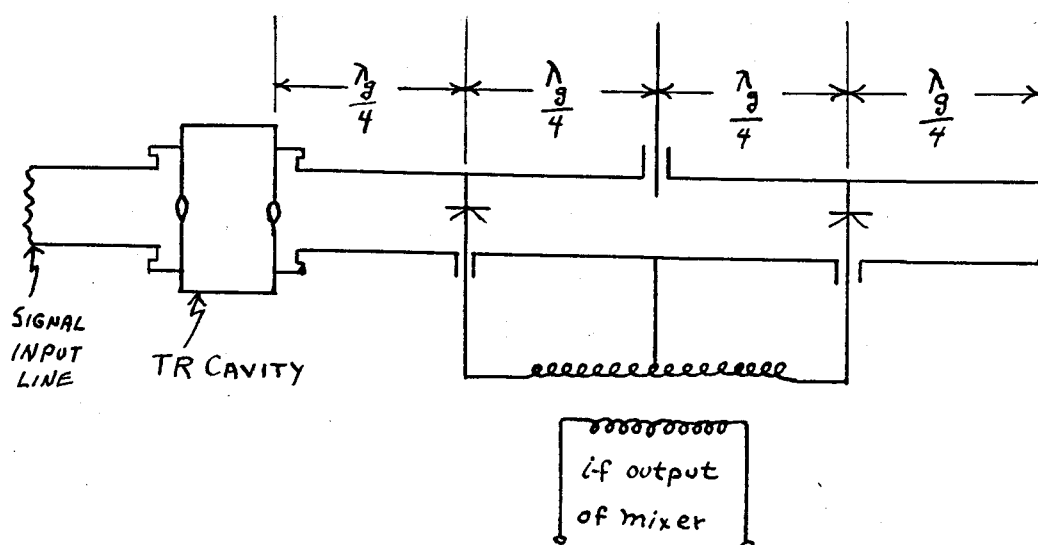 λg/4 λg/4 λg/4 λg/4
SIGNAL
INPUT
LINE
TR CAVITY
i-f output
of mixer